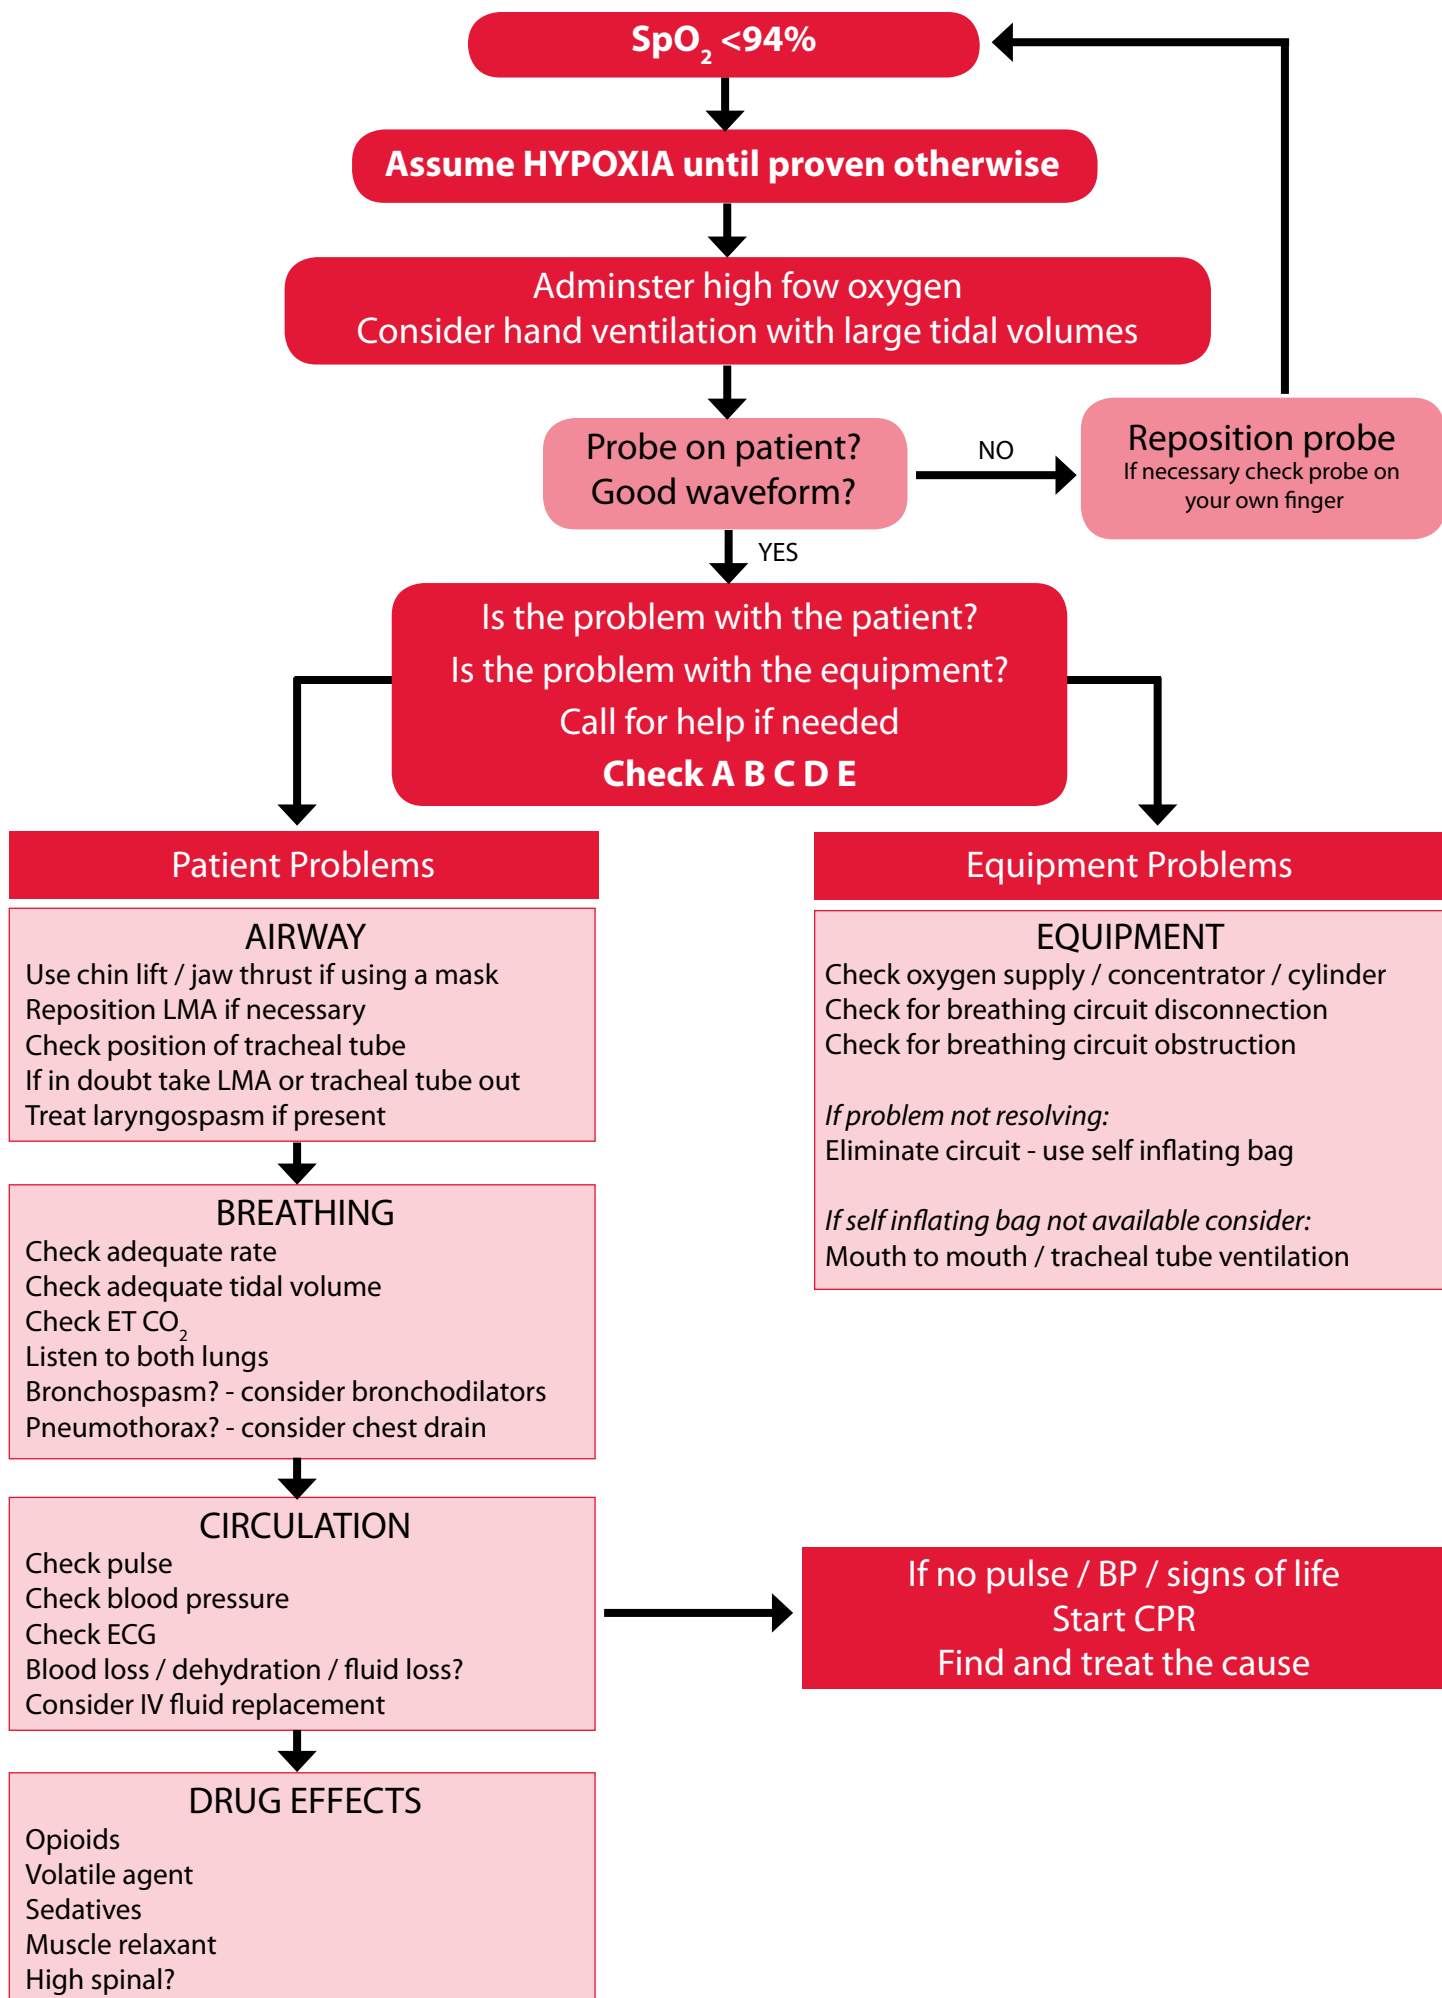 SpO₂ <94%
Assume HYPOXIA until proven otherwise
Adminster high fow oxygen
Consider hand ventilation with large tidal volumes
Probe on patient?
Good waveform?
NO
Reposition probe
If necessary check probe on
your own finger
YES
Is the problem with the patient?
Is the problem with the equipment?
Call for help if needed
Check A B C D E
Patient Problems
AIRWAY
Use chin lift / jaw thrust if using a mask
Reposition LMA if necessary
Check position of tracheal tube
If in doubt take LMA or tracheal tube out
Treat laryngospasm if present
BREATHING
Check adequate rate
Check adequate tidal volume
Check ET CO₂
Listen to both lungs
Bronchospasm? - consider bronchodilators
Pneumothorax? - consider chest drain
CIRCULATION
Check pulse
Check blood pressure
Check ECG
Blood loss / dehydration / fluid loss?
Consider IV fluid replacement
DRUG EFFECTS
Opioids
Volatile agent
Sedatives
Muscle relaxant
High spinal?
Equipment Problems
EQUIPMENT
Check oxygen supply / concentrator / cylinder
Check for breathing circuit disconnection
Check for breathing circuit obstruction
If problem not resolving:
Eliminate circuit - use self inflating bag
If self inflating bag not available consider:
Mouth to mouth / tracheal tube ventilation
If no pulse / BP / signs of life
Start CPR
Find and treat the cause